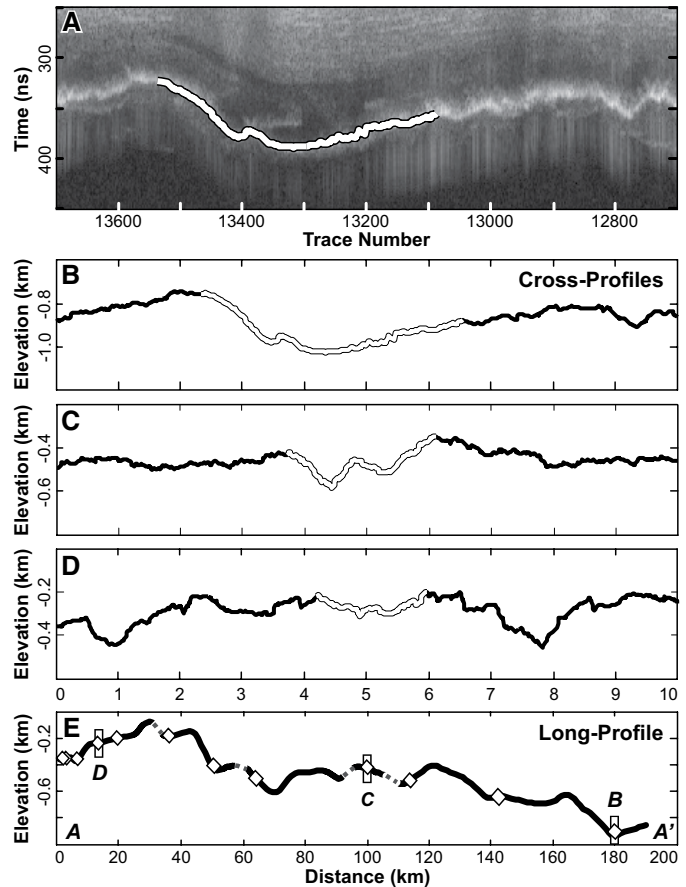 A
Time (ns)
300
400
13600 13400 13200 13000 12800
Trace Number
B
Cross-Profiles
Elevation (km)
-0.8
-1.0
C
Elevation (km)
-0.4
-0.6
D
Elevation (km)
-0.2
-0.4
0 1 2 3 4 5 6 7 8 9 10
E
Long-Profile
Elevation (km)
-0.2
-0.6
D
C
B
A
A'
0 20 40 60 80 100 120 140 160 180 200
Distance (km)